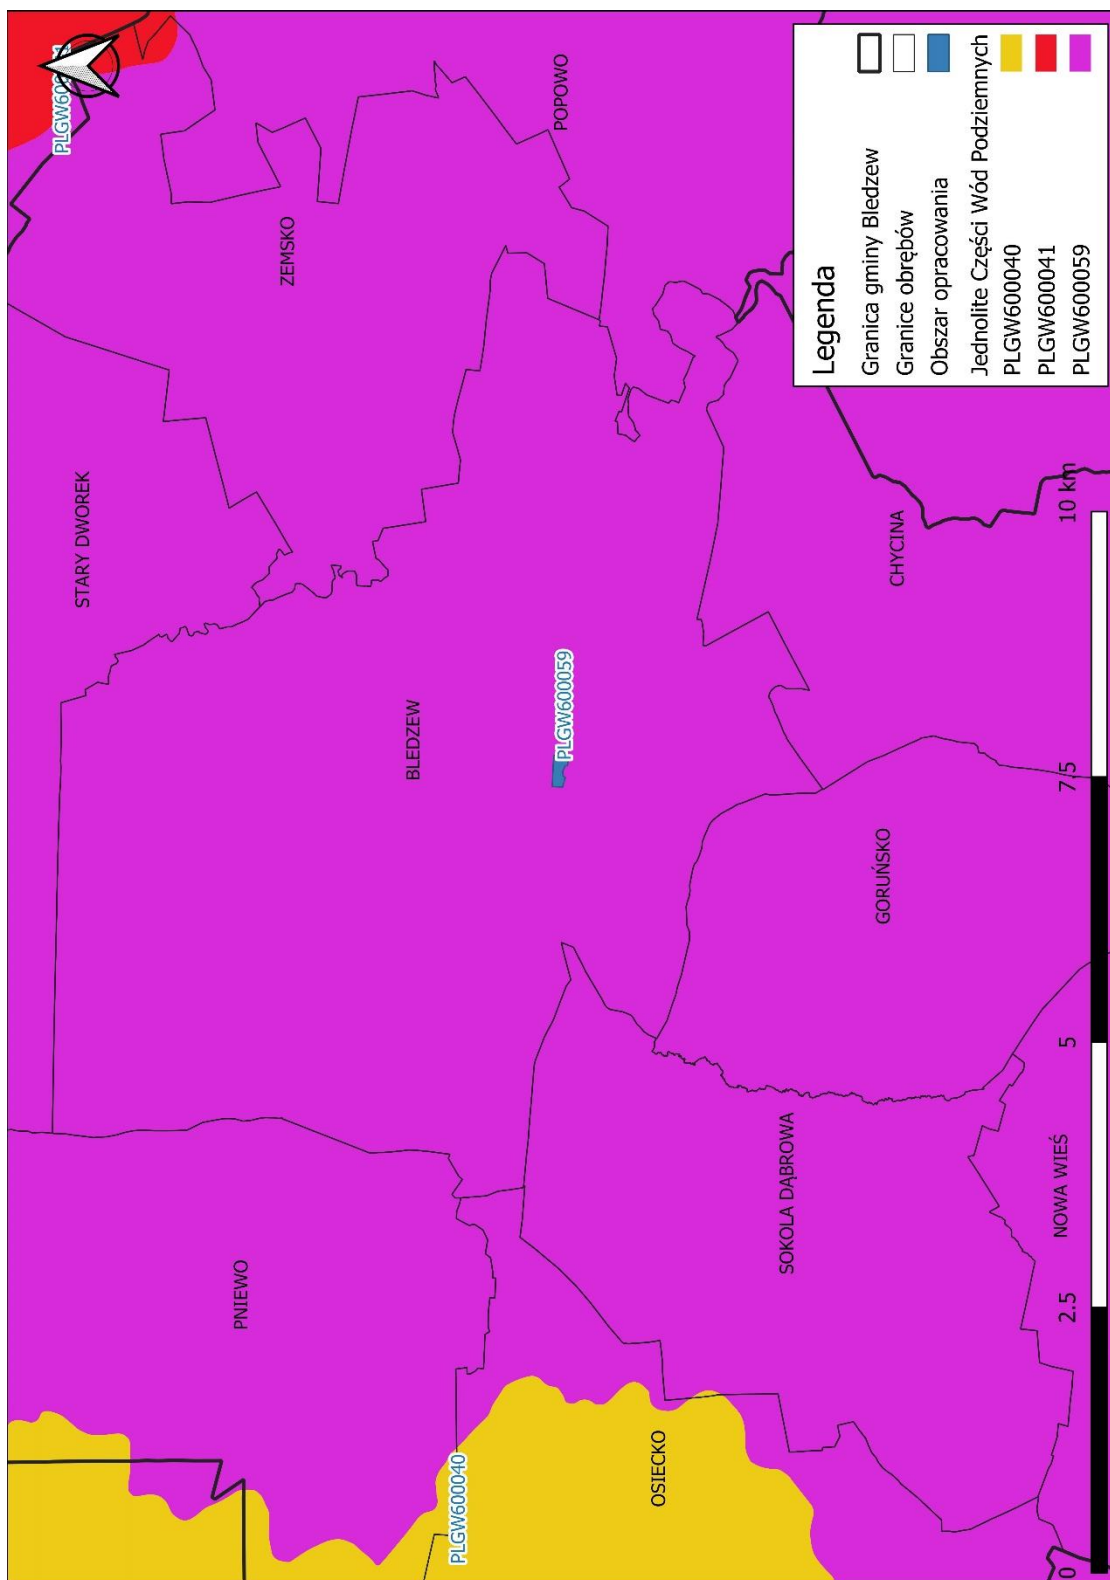 PLGW600041
STARY DWOREK
ZEMSKO
PNIEWO
BLEDZEW
POPOWO
PLGW600040
PLGW600059
OSIECKO
SOKOLA DĄBROWA
GORUŃSKO
CHYCINA
NOWA WIEŚ
Legenda
Granica gminy Bledzew
Granice obrębów
Obszar opracowania
Jednolite Części Wód Podziemnych
PLGW600040
PLGW600041
PLGW600059
0 2.5 5 7.5 10 km